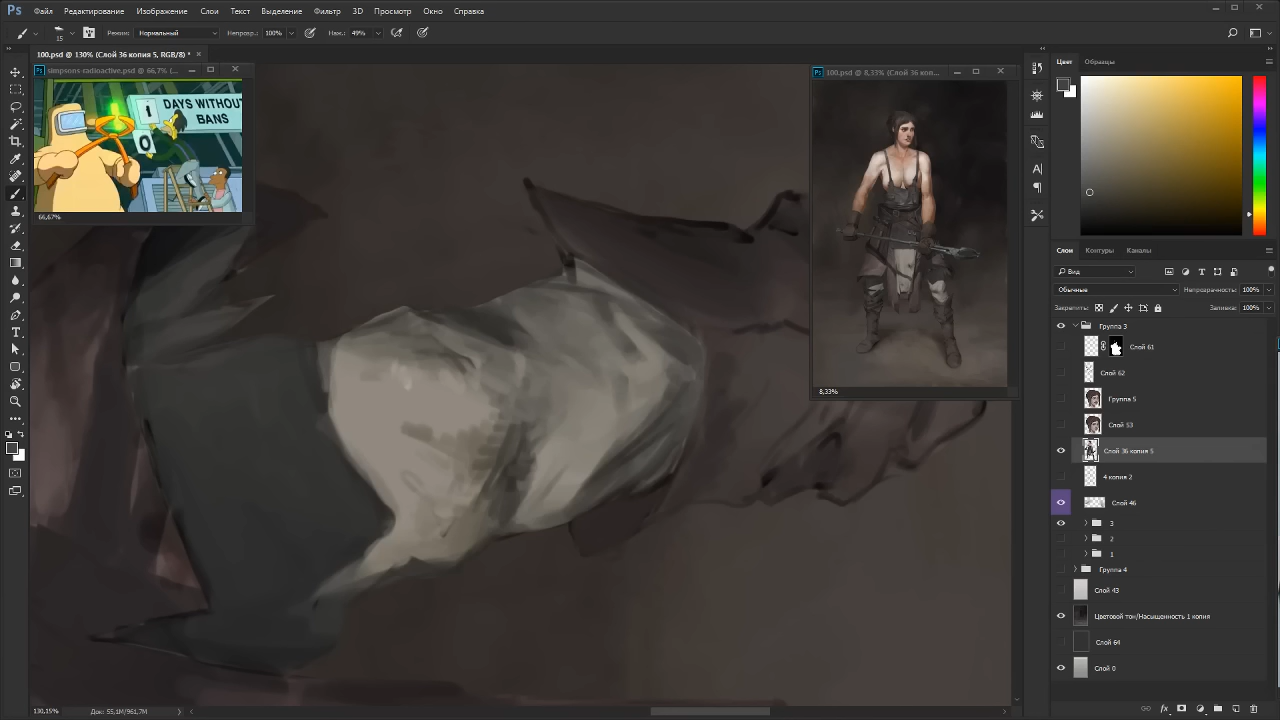 Ps Файл Редактирование Изображение Слои Текст Выделение Фильтр 3D Просмотр Окно Справка
15 Режим: Нормальный Непрозр.: 100% Наж.: 49%
100.psd @ 130% (Слой 36 копия 5, RGB/8) * ×
simpsons-radioactive.psd @ 66,7% (...
DAYS WITHOUT
BANS
1
0
66,67%
100.psd @ 8,33% (Слой 36 коп...
8,33%
Цвет Образцы
Слои Контуры Каналы
Вид
Обычные Непрозрачность: 100%
Закрепить: Заливка: 100%
Группа 3
Слой 61
Слой 62
Группа 5
Слой 53
Слой 36 копия 5
4 копия 2
Слой 46
3
2
1
Группа 4
Слой 43
Цветовой тон/Насыщенность 1 копия
Слой 64
Слой 0
130,15% Док: 55,1M/961,7M